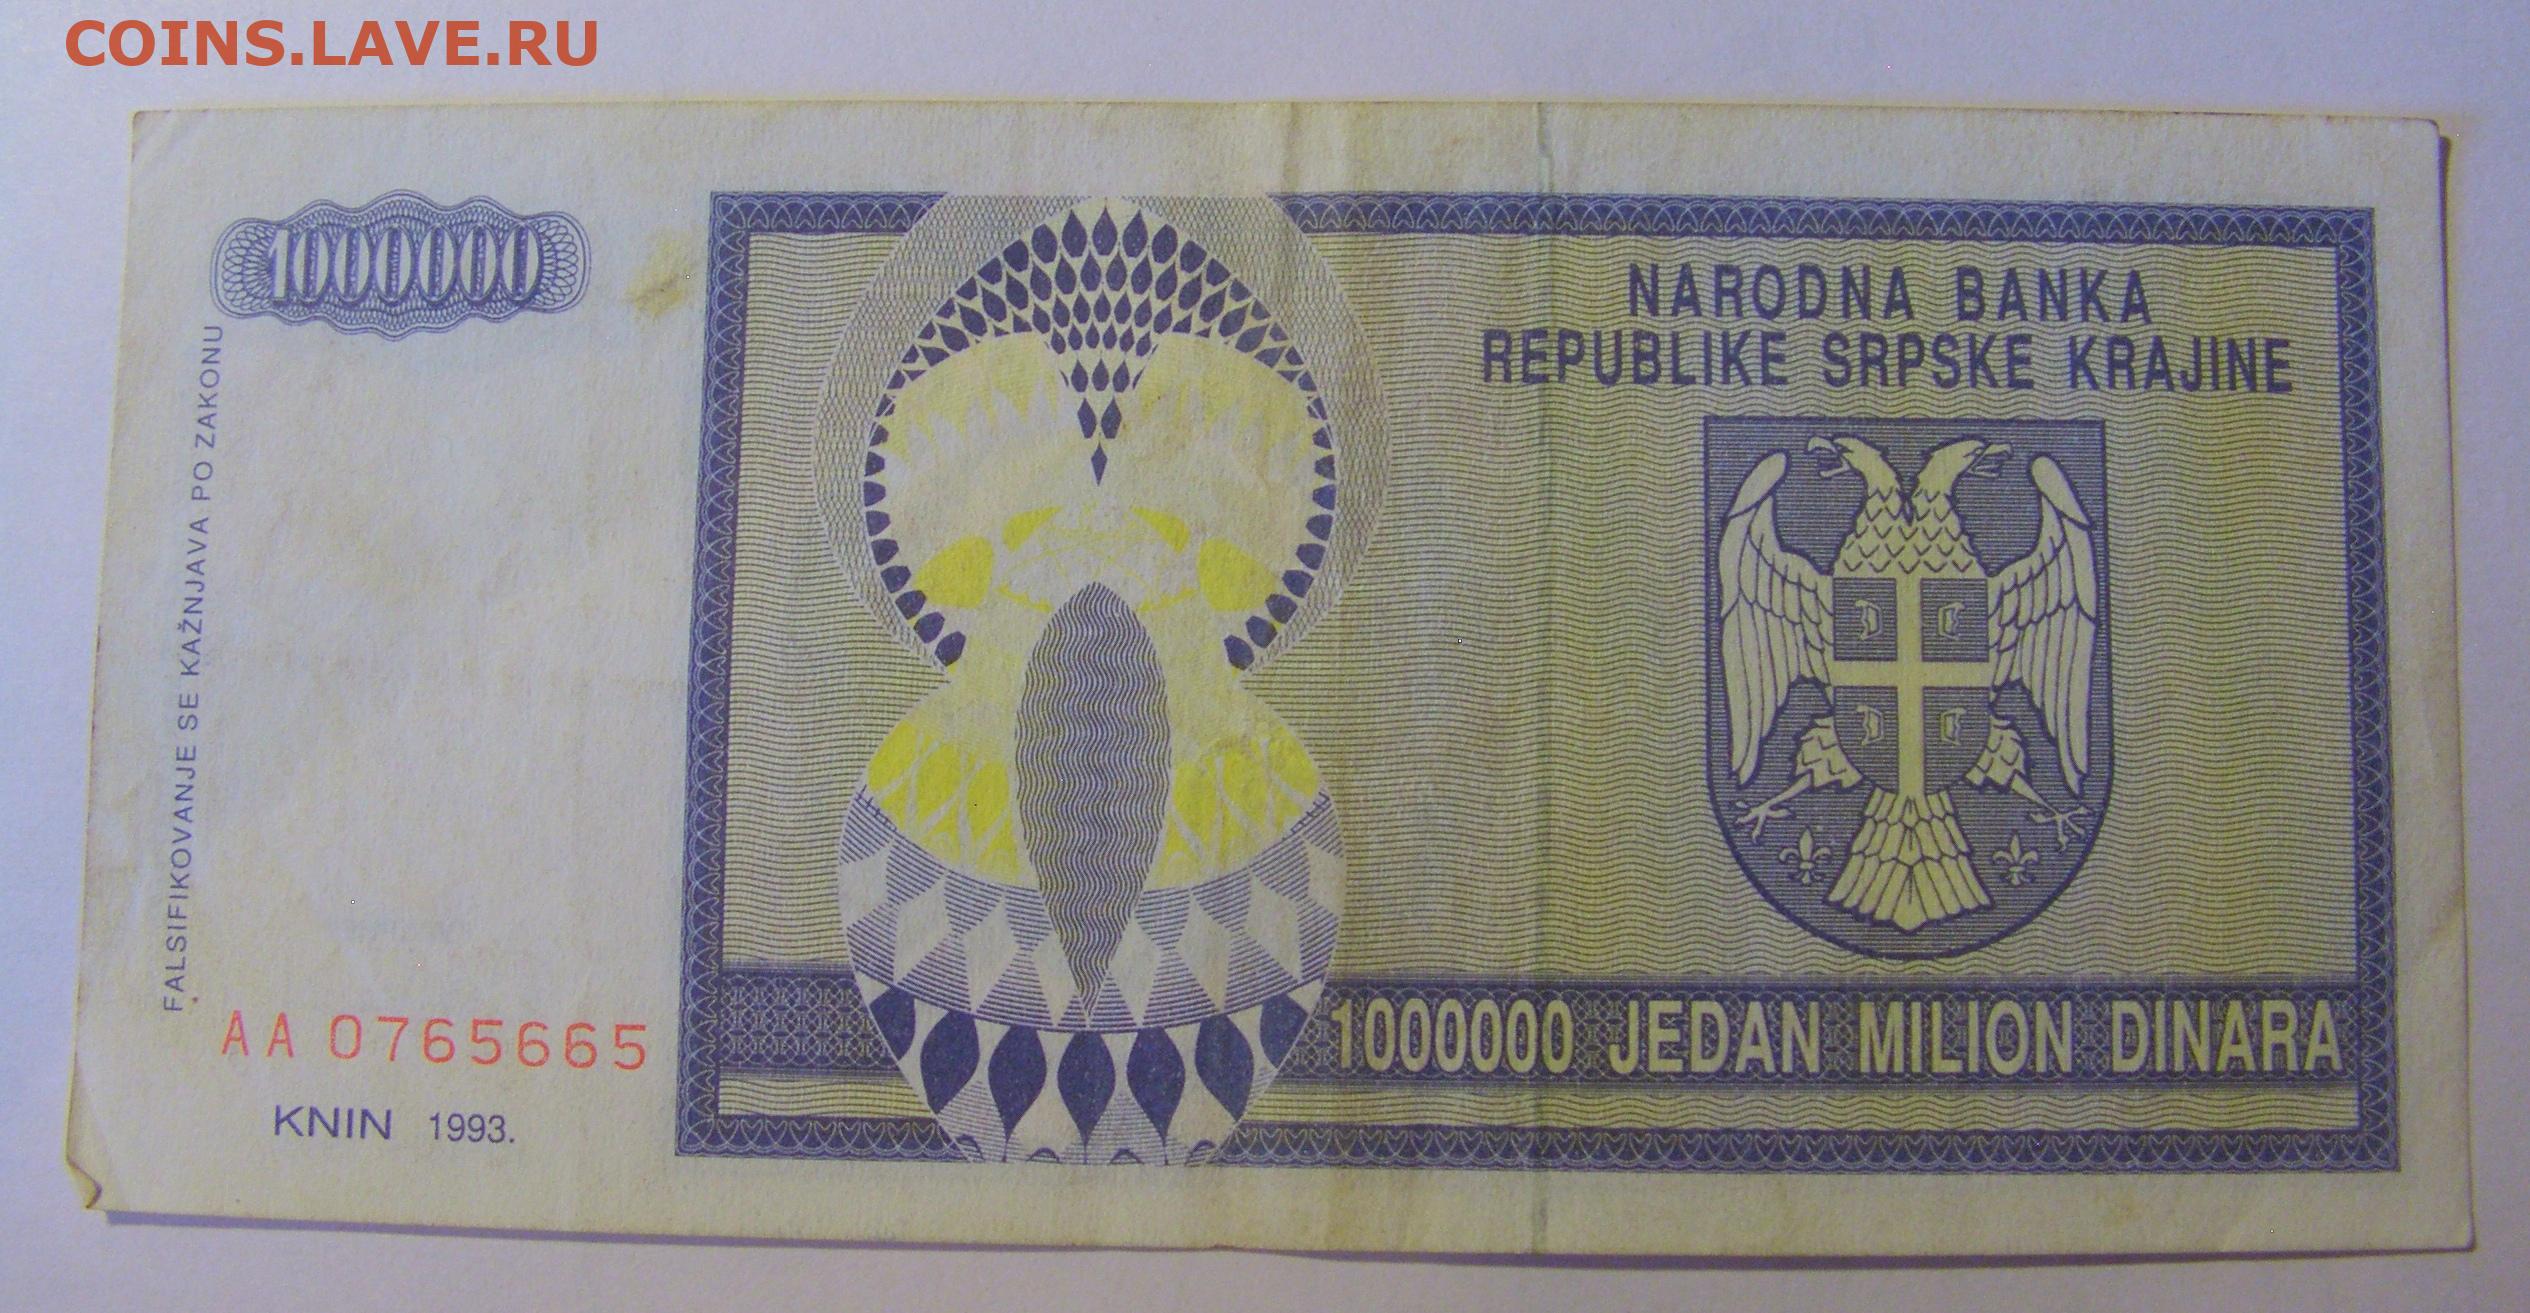 COINS.LAVE.RU
1000000
FALSIFIKOVANJE SE KAŽNJAVA PO ZAKONU
NARODNA BANKA
REPUBLIKE SRPSKE KRAJINE
AA 0765665
KNIN 1993.
1000000 JEDAN MILION DINARA